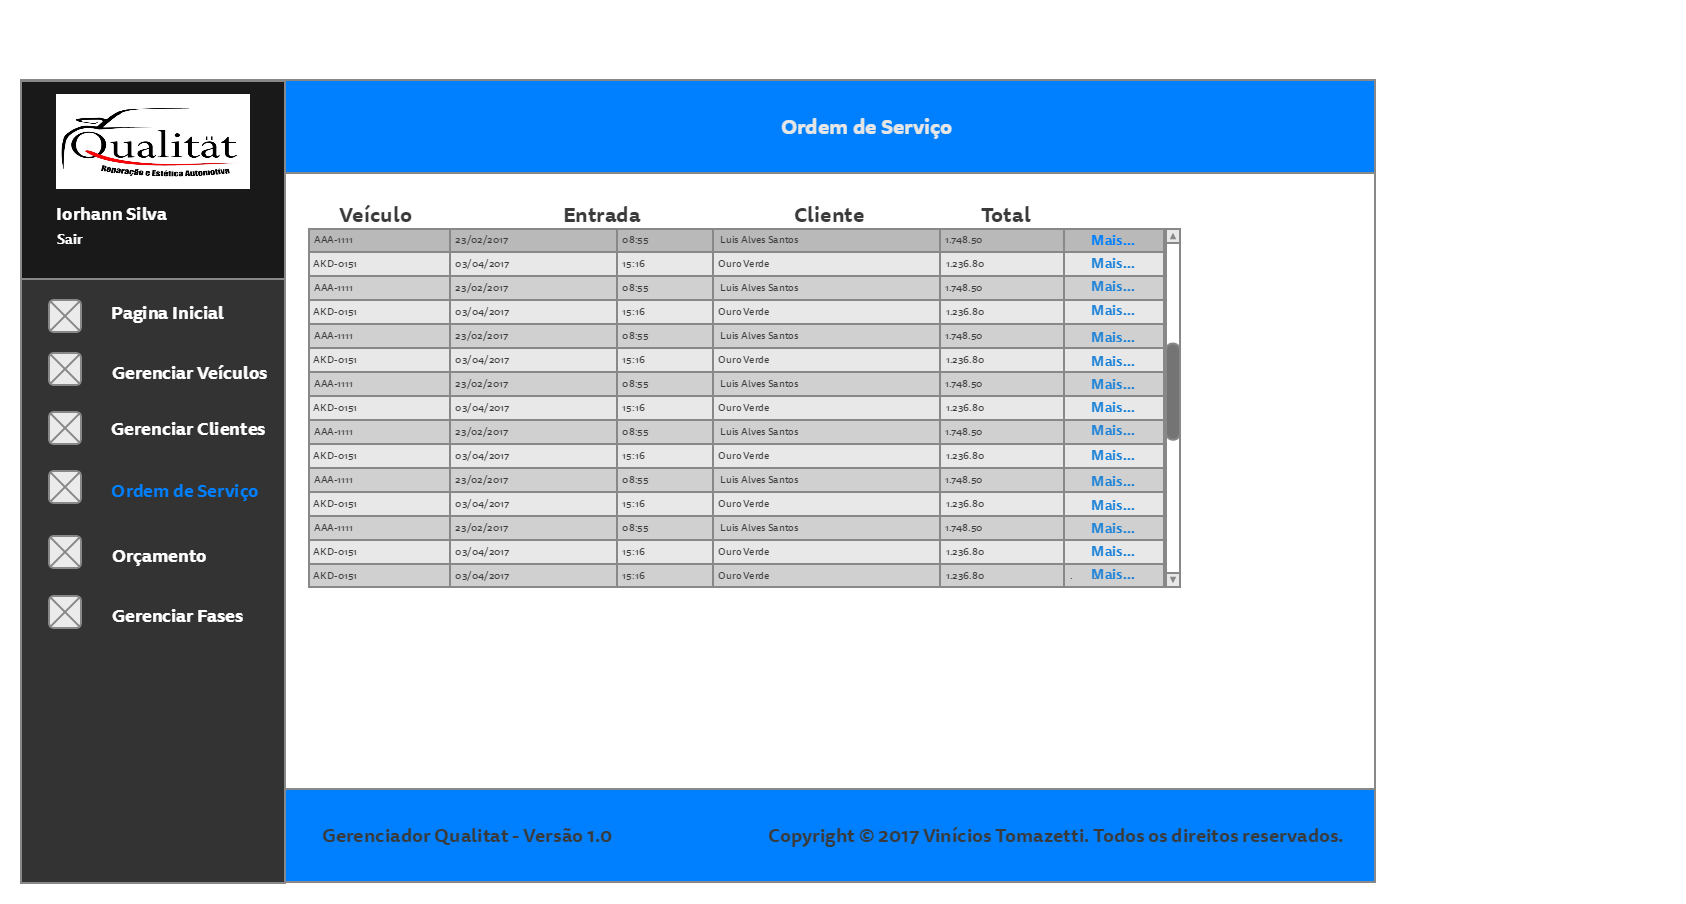 Qualität
Reparação e Estética Automotiva
Iorhann Silva
Sair
Pagina Inicial
Gerenciar Veículos
Gerenciar Clientes
Ordem de Serviço
Orçamento
Gerenciar Fases
Ordem de Serviço
Veículo Entrada Cliente Total
AAA-1111 23/02/2017 08:55 Luis Alves Santos 1.748.50 Mais...
AKD-0151 03/04/2017 15:16 Ouro Verde 1.236.80 Mais...
AAA-1111 23/02/2017 08:55 Luis Alves Santos 1.748.50 Mais...
AKD-0151 03/04/2017 15:16 Ouro Verde 1.236.80 Mais...
AAA-1111 23/02/2017 08:55 Luis Alves Santos 1.748.50 Mais...
AKD-0151 03/04/2017 15:16 Ouro Verde 1.236.80 Mais...
AAA-1111 23/02/2017 08:55 Luis Alves Santos 1.748.50 Mais...
AKD-0151 03/04/2017 15:16 Ouro Verde 1.236.80 Mais...
AAA-1111 23/02/2017 08:55 Luis Alves Santos 1.748.50 Mais...
AKD-0151 03/04/2017 15:16 Ouro Verde 1.236.80 Mais...
AAA-1111 23/02/2017 08:55 Luis Alves Santos 1.748.50 Mais...
AKD-0151 03/04/2017 15:16 Ouro Verde 1.236.80 Mais...
AAA-1111 23/02/2017 08:55 Luis Alves Santos 1.748.50 Mais...
AKD-0151 03/04/2017 15:16 Ouro Verde 1.236.80 Mais...
AKD-0151 03/04/2017 15:16 Ouro Verde 1.236.80 . Mais...
Gerenciador Qualitat - Versão 1.0
Copyright © 2017 Vinícios Tomazetti. Todos os direitos reservados.